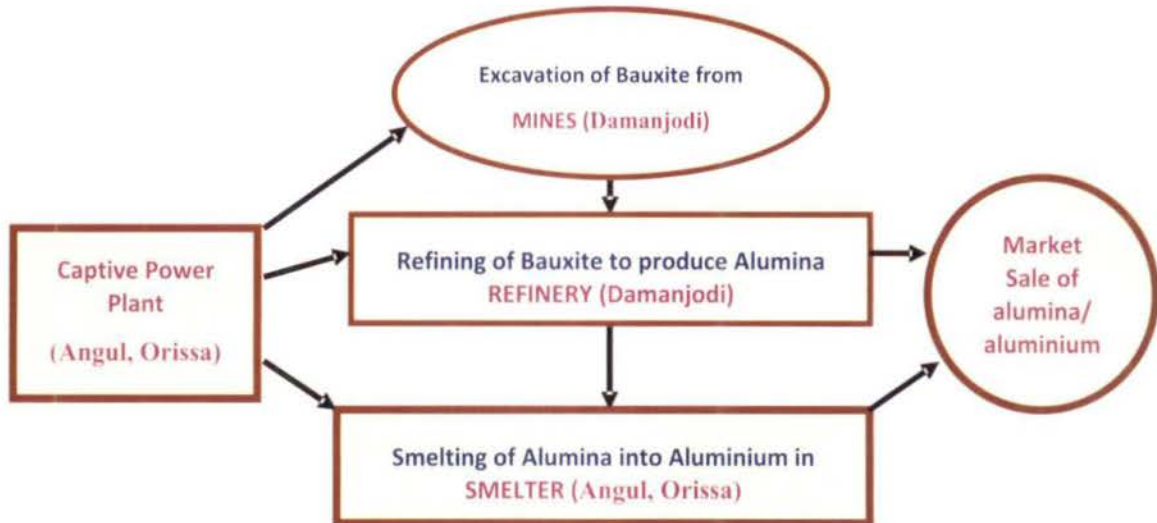 Excavation of Bauxite from
MINES (Damanjodi)
Captive Power
Plant
(Angul, Orissa)
Refining of Bauxite to produce Alumina
REFINERY (Damanjodi)
Market
Sale of
alumina/
aluminium
Smelting of Alumina into Aluminium in
SMELTER (Angul, Orissa)